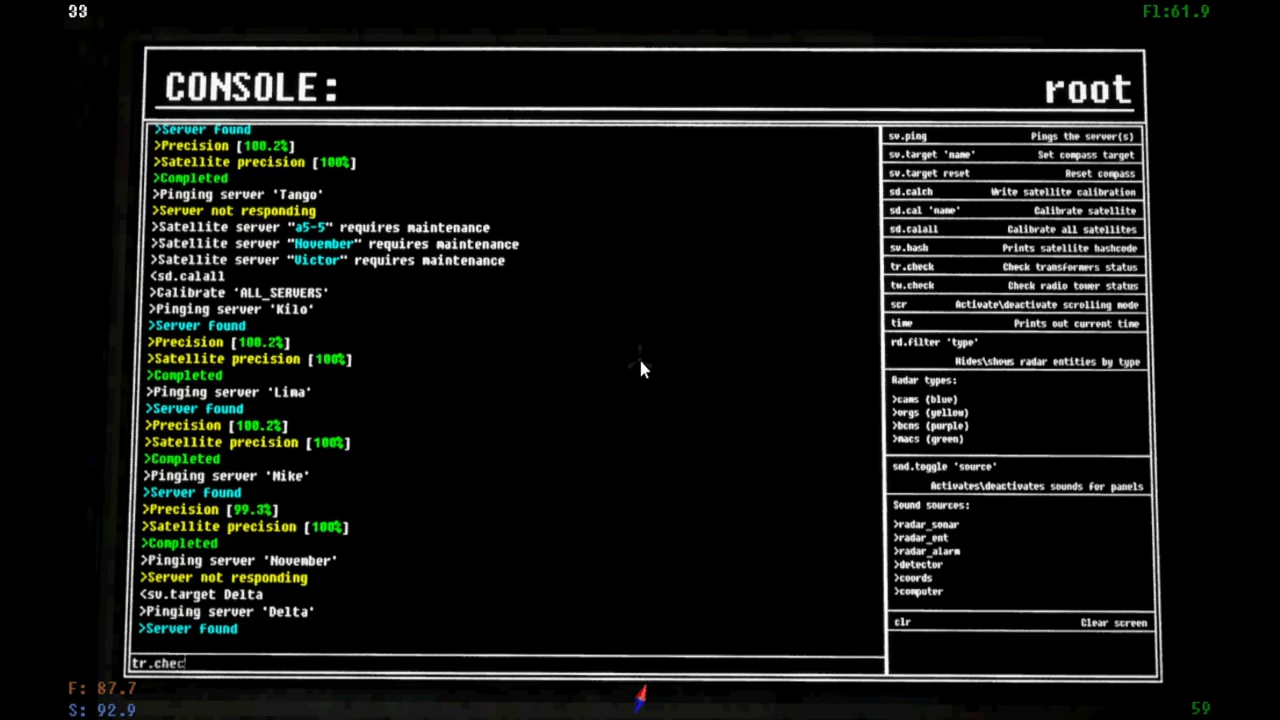 33
Fl:61.9
CONSOLE:
root
>Server found
>Precision [100.2%]
>Satellite precision [100%]
>Completed
>Pinging server 'Tango'
>Server not responding
>Satellite server "a5-5" requires maintenance
>Satellite server "November" requires maintenance
>Satellite server "Victor" requires maintenance
<sd.calall
>Calibrate 'ALL_SERVERS'
>Pinging server 'Kilo'
>Server found
>Precision [100.2%]
>Satellite precision [100%]
>Completed
>Pinging server 'Lima'
>Server found
>Precision [100.2%]
>Satellite precision [100%]
>Completed
>Pinging server 'Mike'
>Server found
>Precision [99.3%]
>Satellite precision [100%]
>Completed
>Pinging server 'November'
>Server not responding
<sv.target Delta
>Pinging server 'Delta'
>Server found
tr.chec
sv.ping Pings the server(s)
sv.target 'name' Set compass target
sv.target reset Reset compass
sd.calch Write satellite calibration
sd.cal 'name' Calibrate satellite
sd.calall Calibrate all satellites
sv.hash Prints satellite hashcode
tr.check Check transformers status
tw.check Check radio tower status
scr Activate\deactivate scrolling mode
time Prints out current time
rd.filter 'type'
Hides\shows radar entities by type
Radar types:
>cams (blue)
>orgs (yellow)
>bcns (purple)
>macs (green)
snd.toggle 'source'
Activates\deactivates sounds for panels
Sound sources:
>radar_sonar
>radar_ent
>radar_alarm
>detector
>coords
>computer
clr Clear screen
F: 87.7
S: 92.9
59